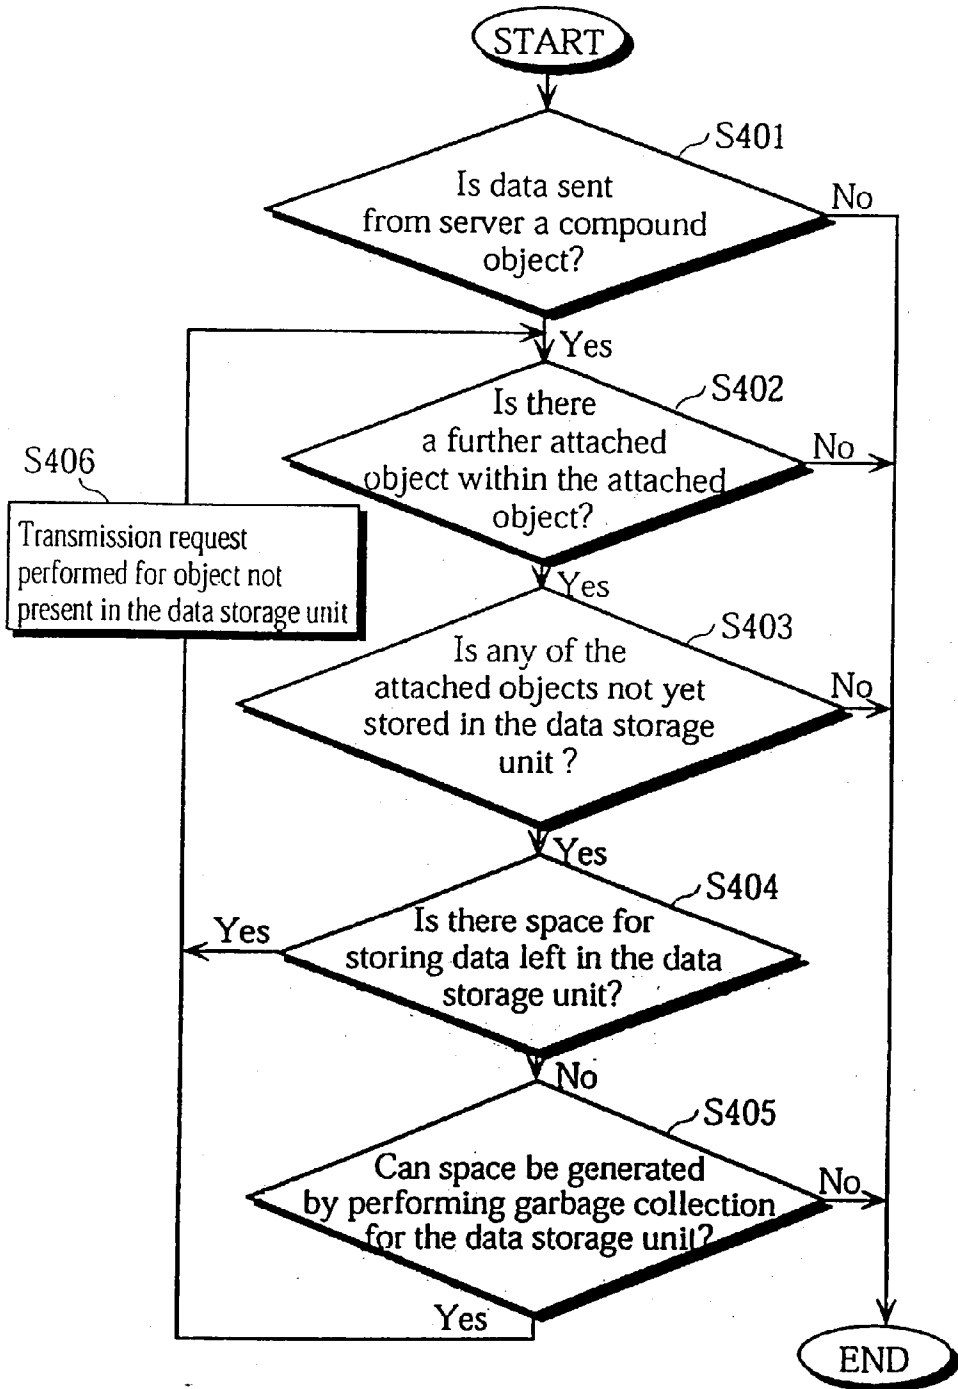 START
S401
Is data sent
from server a compound
object?
No
Yes
S402
Is there
a further attached
object within the attached
object?
No
S406
Transmission request
performed for object not
present in the data storage unit
Yes
S403
Is any of the
attached objects not yet
stored in the data storage
unit ?
No
Yes
S404
Is there space for
storing data left in the data
storage unit?
Yes
No
S405
Can space be generated
by performing garbage collection
for the data storage unit?
No
Yes
END